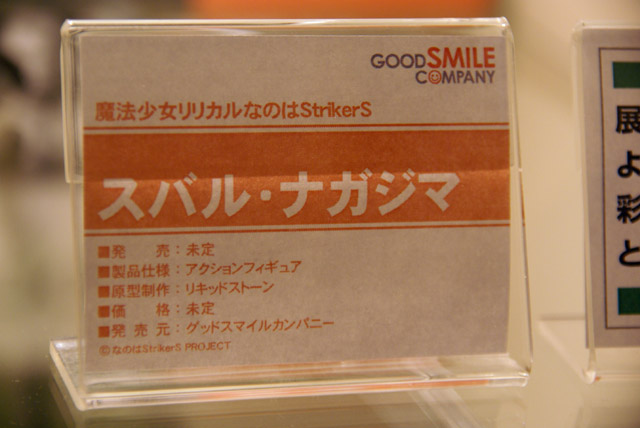 GOOD SMILE
COMPANY
魔法少女リリカルなのはStrikerS
スバル・ナガジマ
■発　売：未定
■製品仕様：アクションフィギュア
■原型制作：リキッドストーン
■価　格：未定
■発売元：グッドスマイルカンパニー
©なのはStrikerS PROJECT
展
よ
彩
と